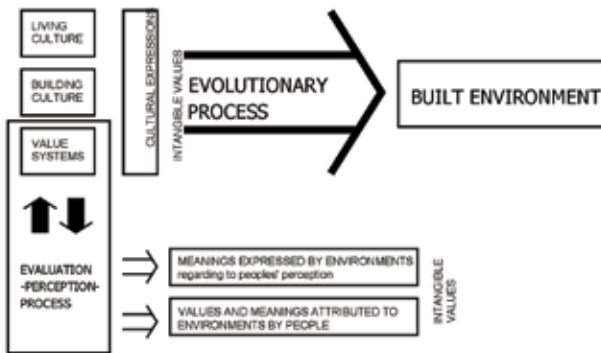 LIVING
CULTURE
BUILDING
CULTURE
VALUE
SYSTEMS
CULTURAL EXPRESSIONS
INTANGIBLE VALUES
EVOLUTIONARY
PROCESS
BUILT ENVIRONMENT
EVALUATION
-PERCEPTION-
PROCESS
MEANINGS EXPRESSED BY ENVIRONMENTS
regarding to peoples' perception
VALUES AND MEANINGS ATTRIBUTED TO
ENVIRONMENTS BY PEOPLE
INTANGIBLE
VALUES